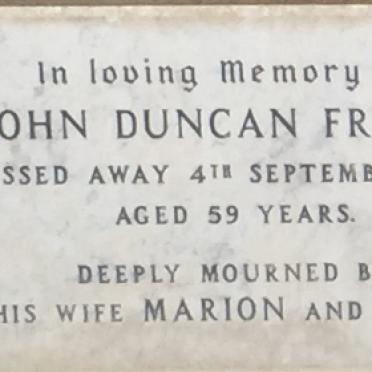 In loving Memory
OHN DUNCAN FR
SSED AWAY 4TH SEPTEMB
AGED 59 YEARS.
DEEPLY MOURNED B
HIS WIFE MARION AND